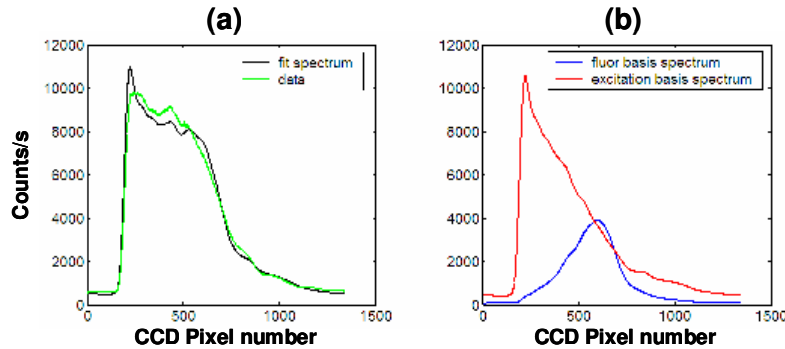 (a)
(b)
12000
10000
8000
6000
4000
2000
0
0
500
1000
1500
fit spectrum
data
Counts/s
CCD Pixel number
12000
10000
8000
6000
4000
2000
0
0
500
1000
1500
fluor basis spectrum
excitation basis spectrum
CCD Pixel number